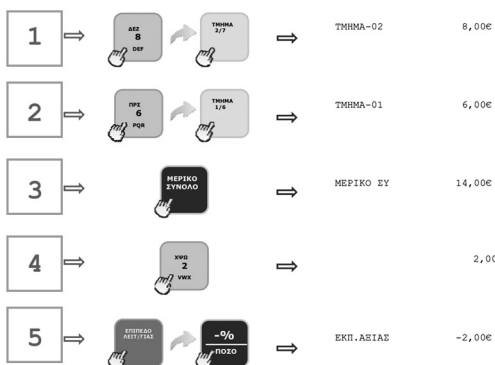 1 ΔΕΖ 8 DEF ΤΜΗΜΑ 2/7 ΤΜΗΜΑ-02 8,00€
2 ΠΡΣ 6 PQR ΤΜΗΜΑ 1/6 ΤΜΗΜΑ-01 6,00€
3 ΜΕΡΙΚΟ ΣΥΝΟΛΟ ΜΕΡΙΚΟ ΣΥ 14,00€
4 ΧΨΩ 2 VWX 2,00
5 ΕΠΙΠΕΔΟ ΛΕΙΤ/ΓΙΑΣ -% ΠΟΣΟ ΕΚΠ.ΑΞΙΑΣ -2,00€